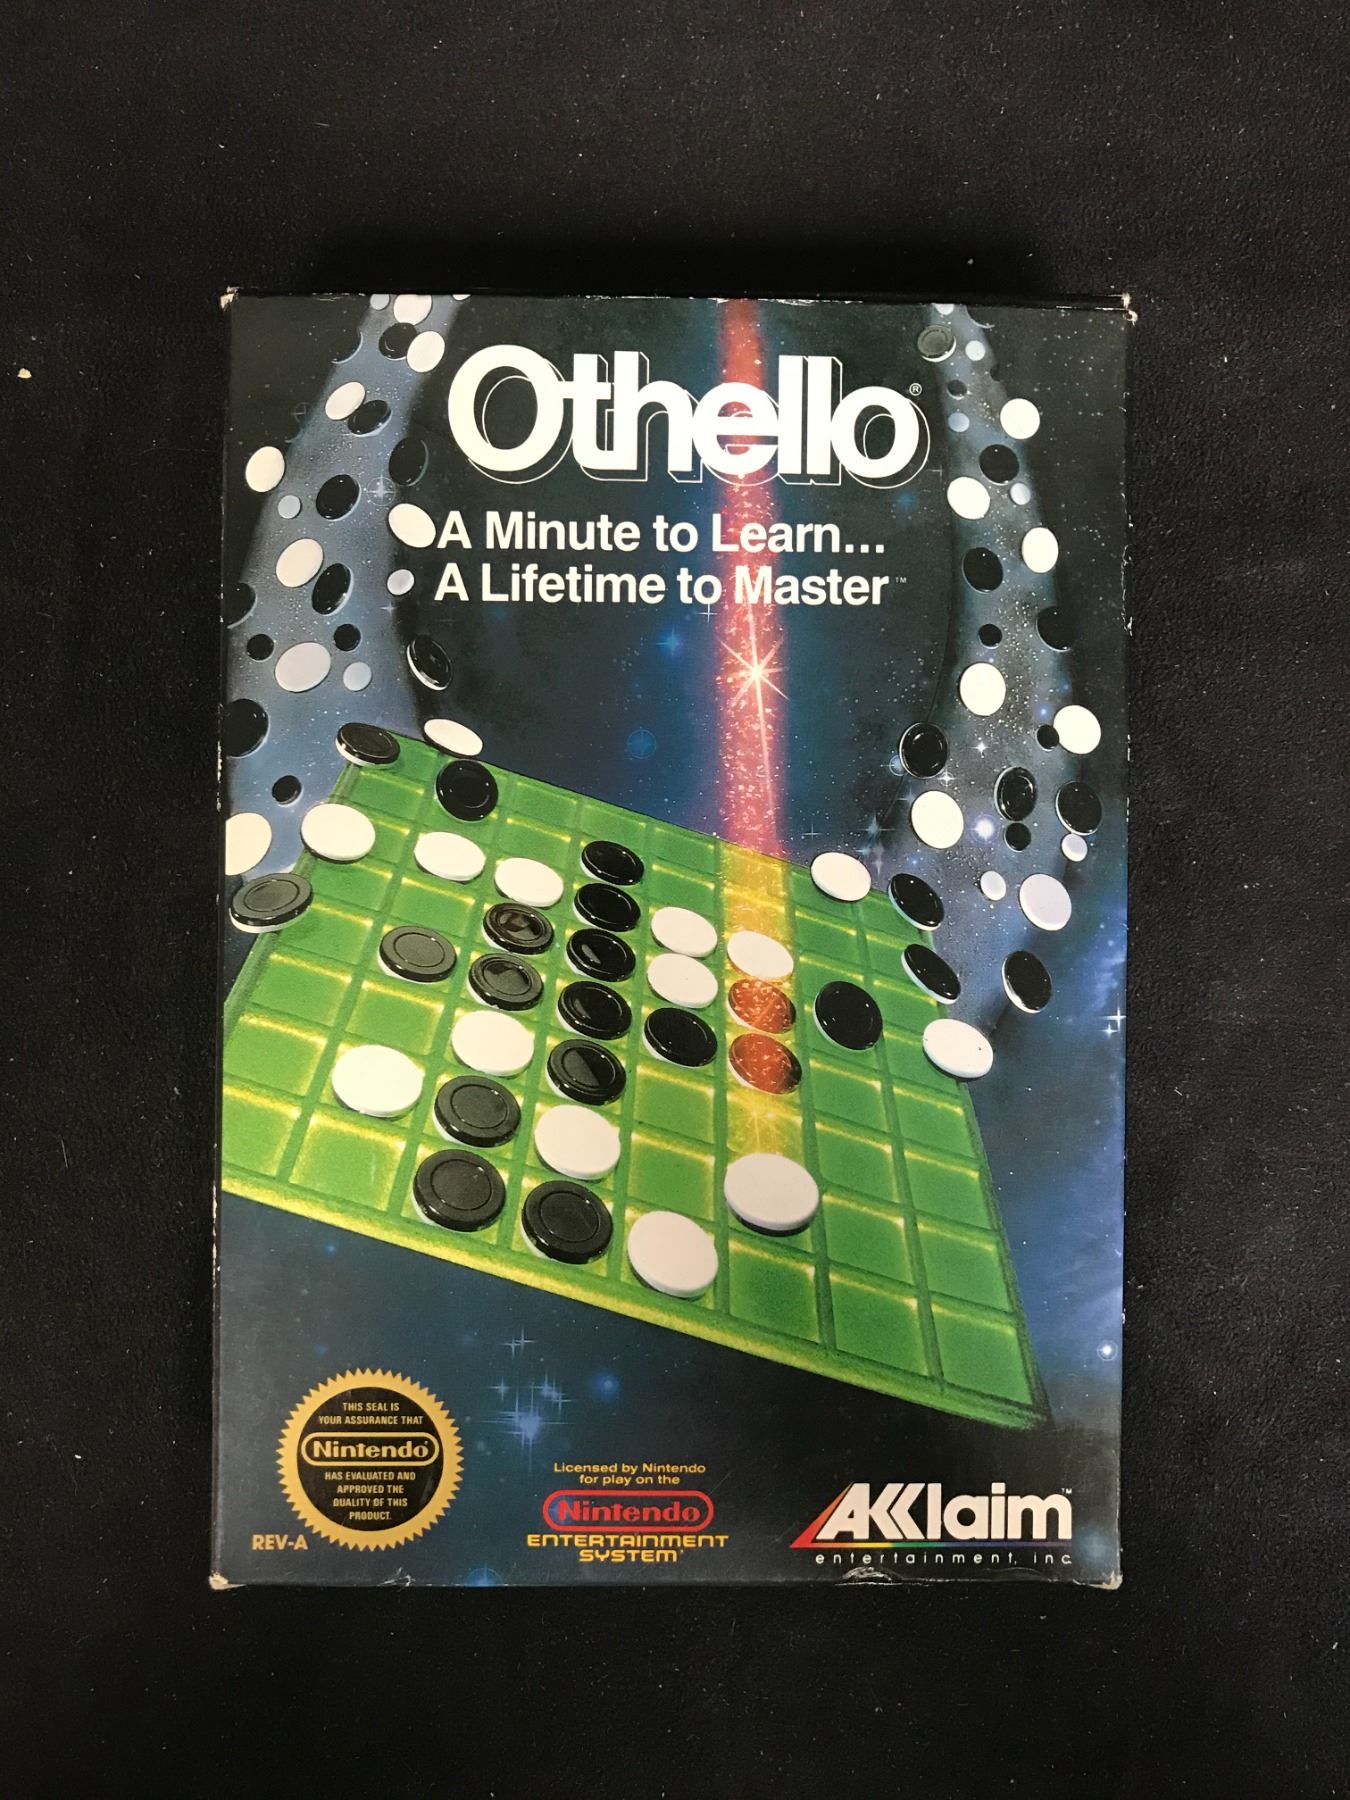 Othello®
A Minute to Learn...
A Lifetime to Master™
THIS SEAL IS
YOUR ASSURANCE THAT
Nintendo®
HAS EVALUATED AND
APPROVED THE
QUALITY OF THIS
PRODUCT.
REV-A
Licensed by Nintendo
for play on the
Nintendo®
ENTERTAINMENT
SYSTEM®
AKKlaim™
entertainment, inc.